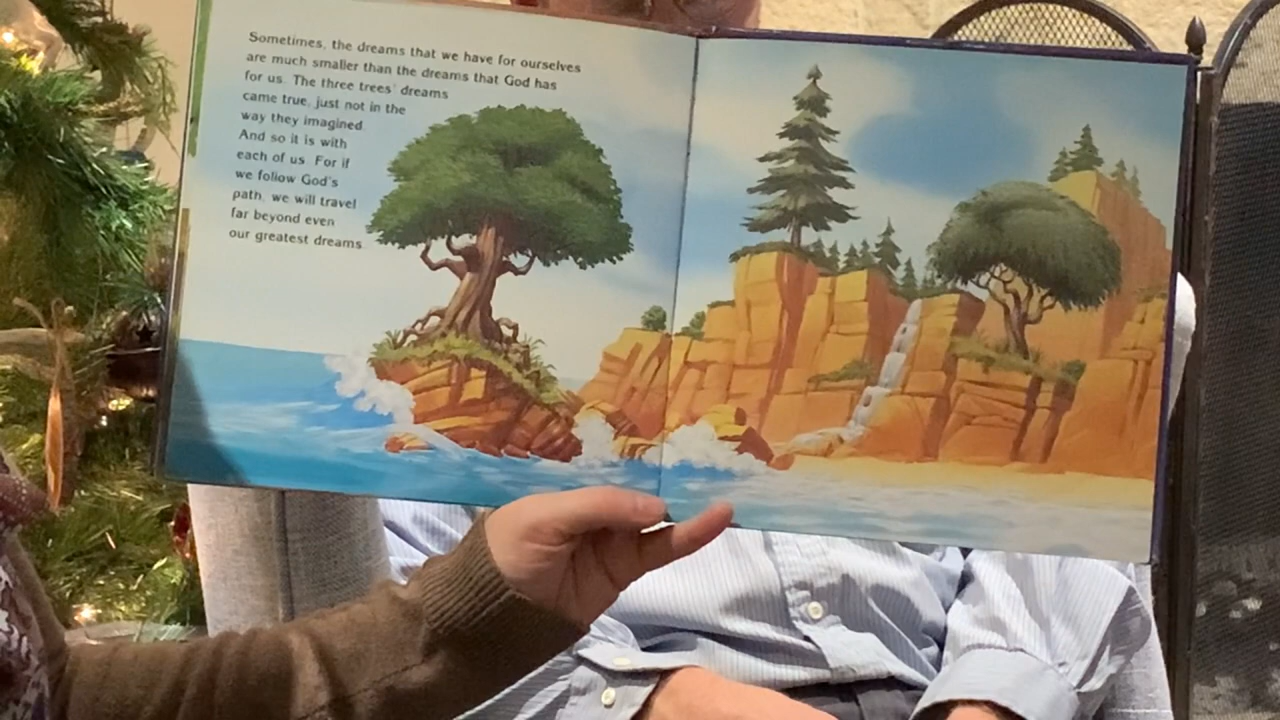 Sometimes, the dreams that we have for ourselves
are much smaller than the dreams that God has
for us. The three trees' dreams
came true, just not in the
way they imagined.
And so it is with
each of us. For if
we follow God's
path, we will travel
far beyond even
our greatest dreams.